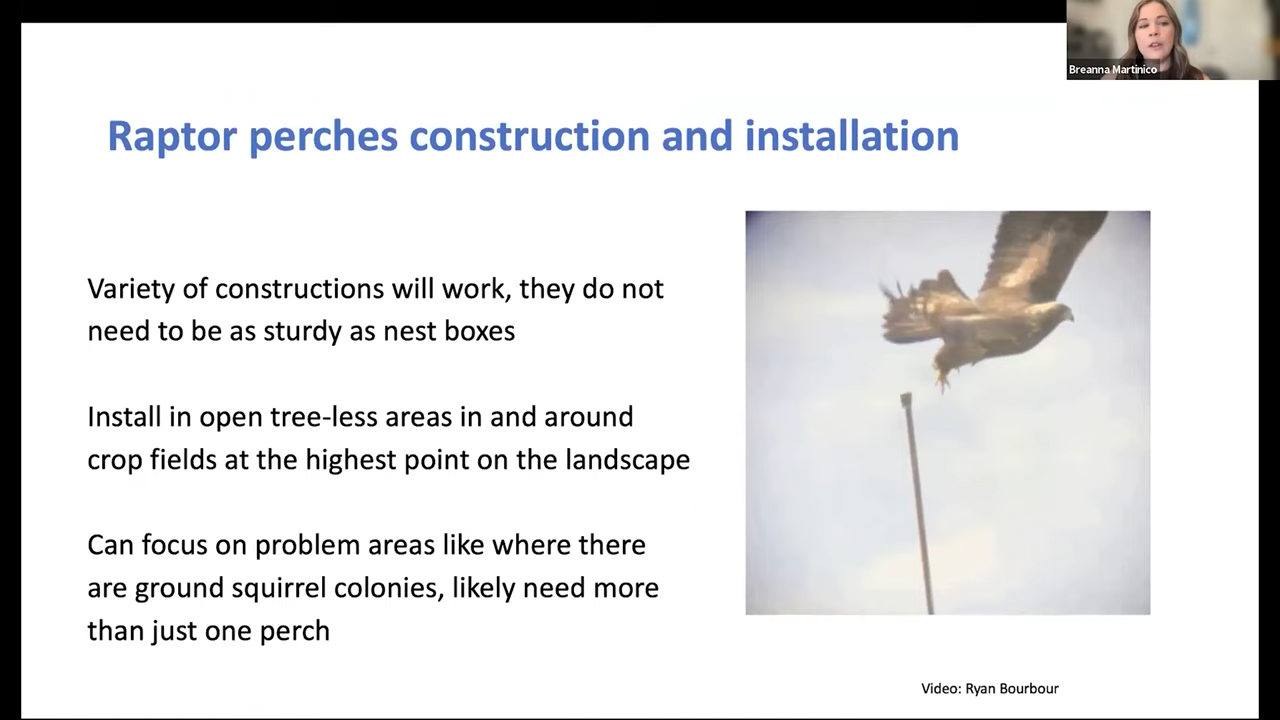 Breanna Martinico
Raptor perches construction and installation
Variety of constructions will work, they do not
need to be as sturdy as nest boxes
Install in open tree-less areas in and around
crop fields at the highest point on the landscape
Can focus on problem areas like where there
are ground squirrel colonies, likely need more
than just one perch
Video: Ryan Bourbour